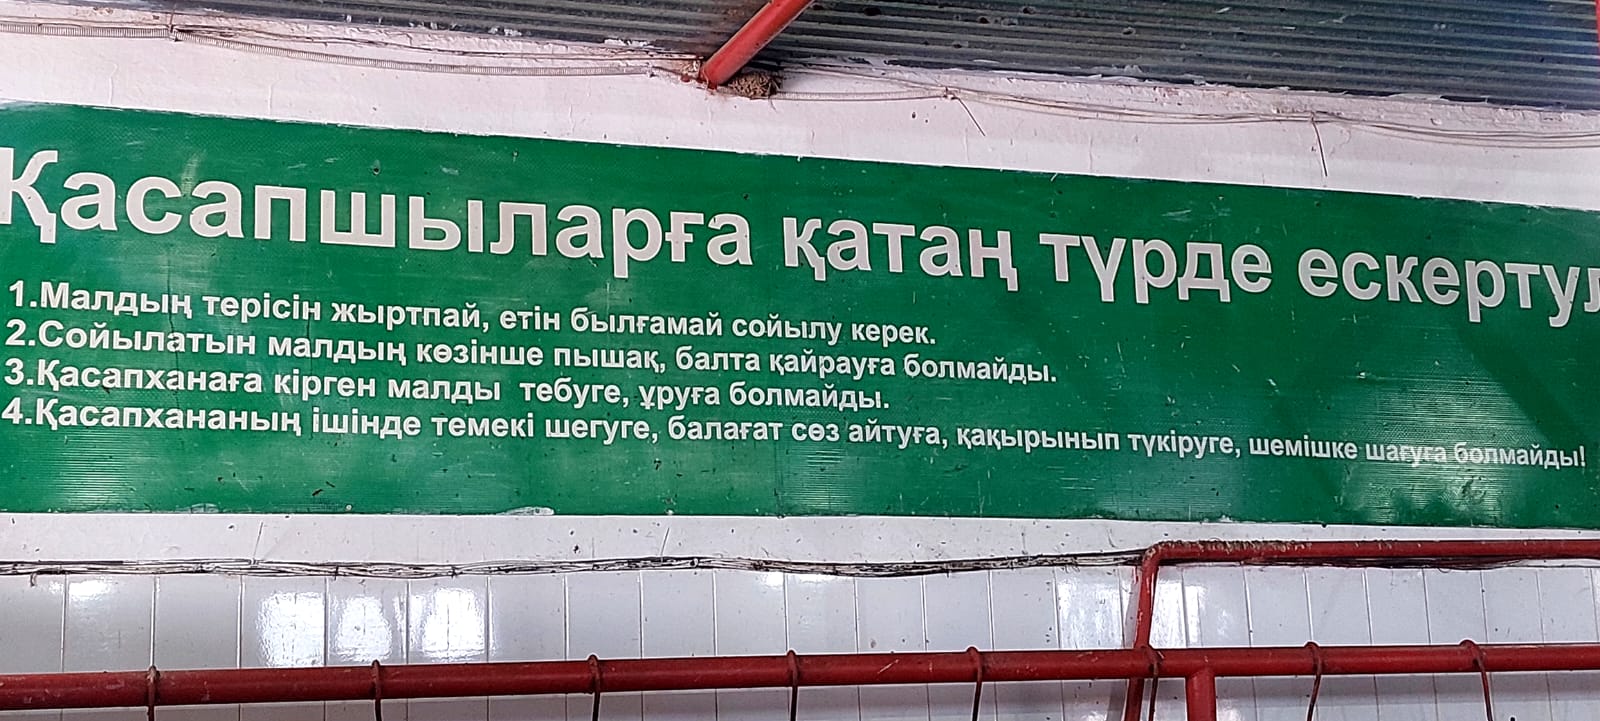 Қасапшыларға қатаң түрде ескертул
1.Малдың терісін жыртпай, етін былғамай сойылу керек.
2.Сойылатын малдың көзінше пышақ, балта қайрауға болмайды.
3.Қасапханаға кірген малды тебуге, ұруға болмайды.
4.Қасапхананың ішінде темекі шегуге, балағат сөз айтуға, қақырынып түкіруге, шемішке шағуға болмайды!